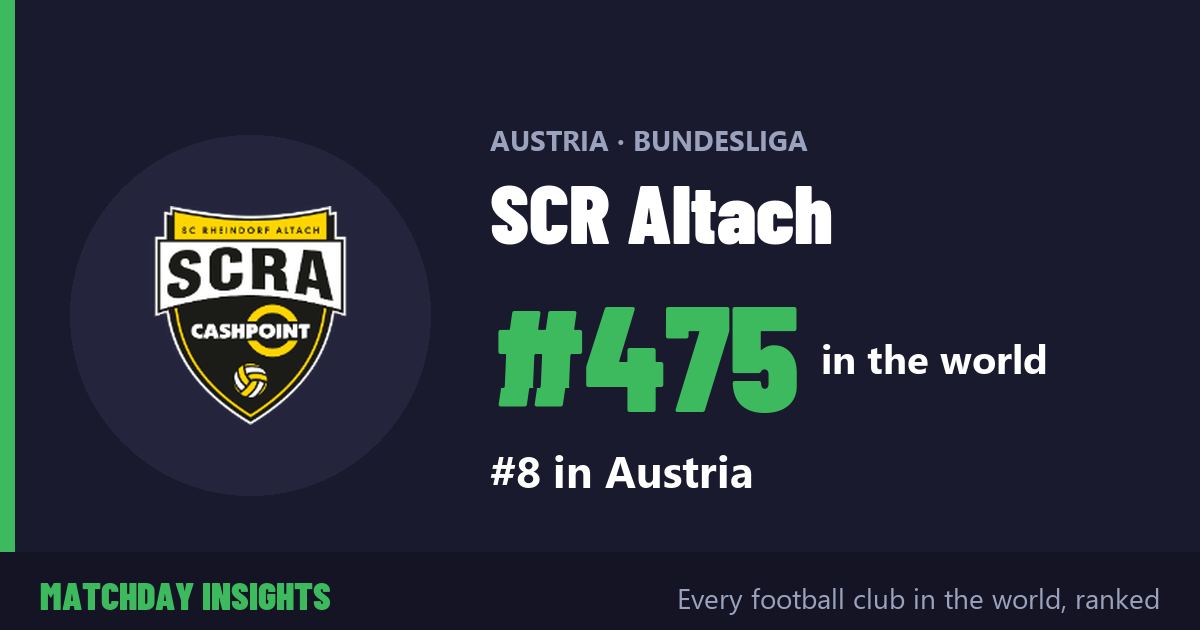 AUSTRIA · BUNDESLIGA
SCR Altach
SC RHEINDORF ALTACH
SCRA
CASHPOINT
#475 in the world
#8 in Austria
MATCHDAY INSIGHTS
Every football club in the world, ranked